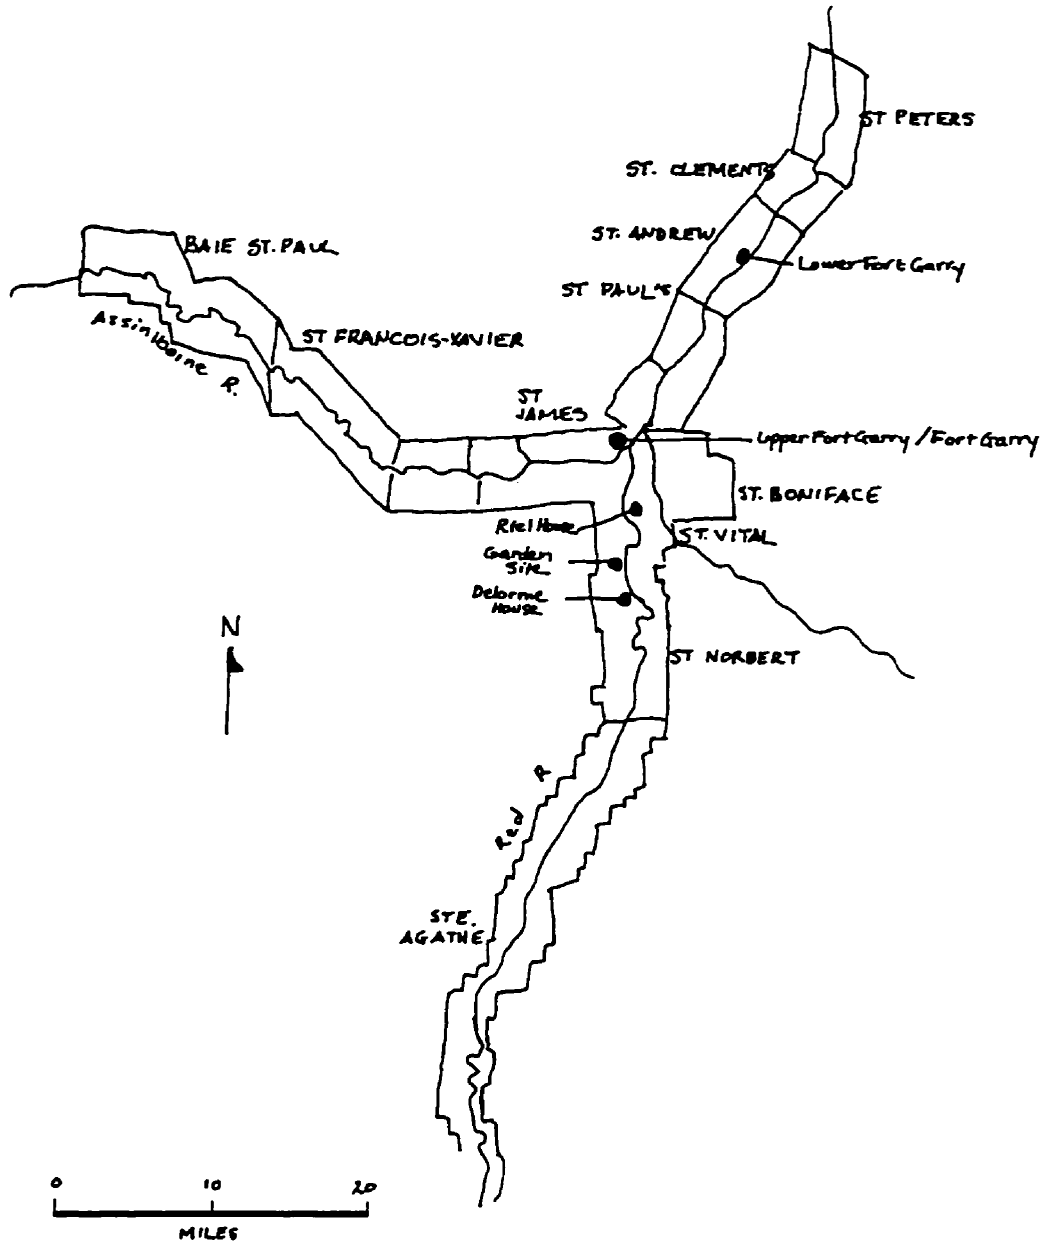 ST PETERS
ST. CLEMENTS
ST. ANDREW
Lower Fort Garry
ST PAUL'S
BAIE ST. PAUL
Assiniboine R.
ST FRANCOIS-XAVIER
ST
JAMES
Upper Fort Garry / Fort Garry
ST. BONIFACE
Riel House
ST. VITAL
Garden
Site
Delorme
House
N
ST NORBERT
Red R
STE.
AGATHE
0 10 20
MILES